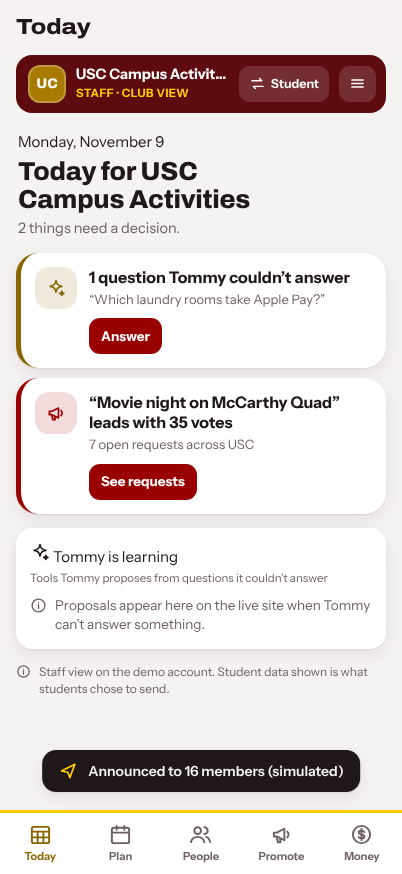 Today
UC
USC Campus Activit...
STAFF · CLUB VIEW
Student
Monday, November 9
Today for USC
Campus Activities
2 things need a decision.
1 question Tommy couldn’t answer
“Which laundry rooms take Apple Pay?”
Answer
“Movie night on McCarthy Quad”
leads with 35 votes
7 open requests across USC
See requests
Tommy is learning
Tools Tommy proposes from questions it couldn’t answer
Proposals appear here on the live site when Tommy
can’t answer something.
Staff view on the demo account. Student data shown is what
students chose to send.
Announced to 16 members (simulated)
Today
Plan
People
Promote
Money